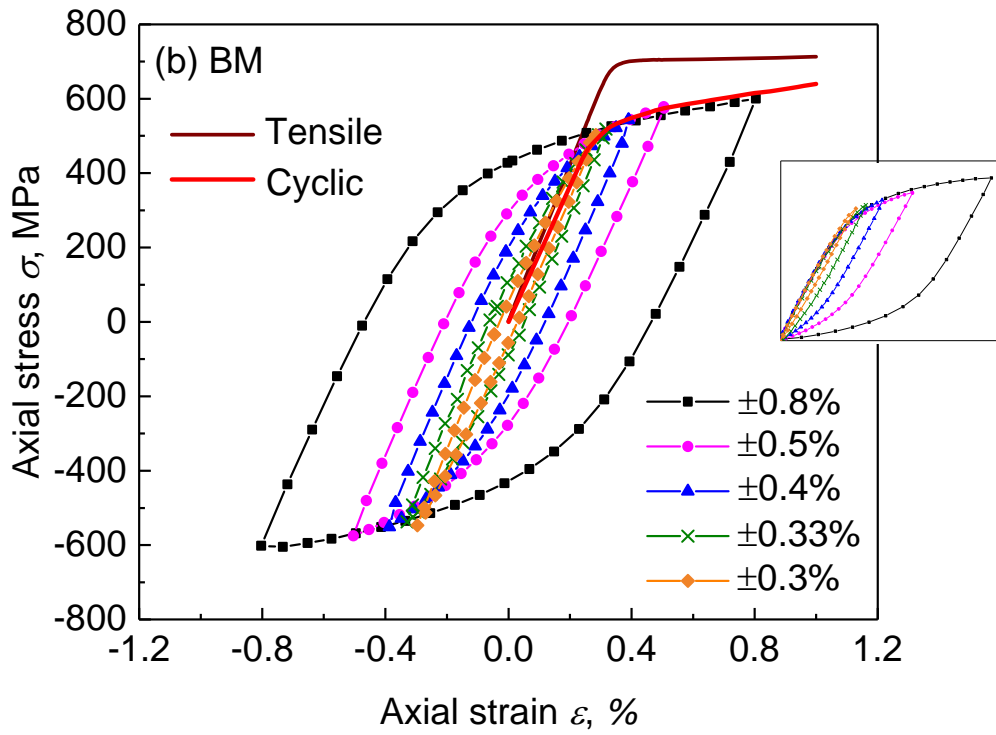 (b) BM
Tensile
Cyclic
Axial stress σ, MPa
800
600
400
200
0
-200
-400
-600
-800
±0.8%
±0.5%
±0.4%
±0.33%
±0.3%
-1.2 -0.8 -0.4 0.0 0.4 0.8 1.2
Axial strain ε, %